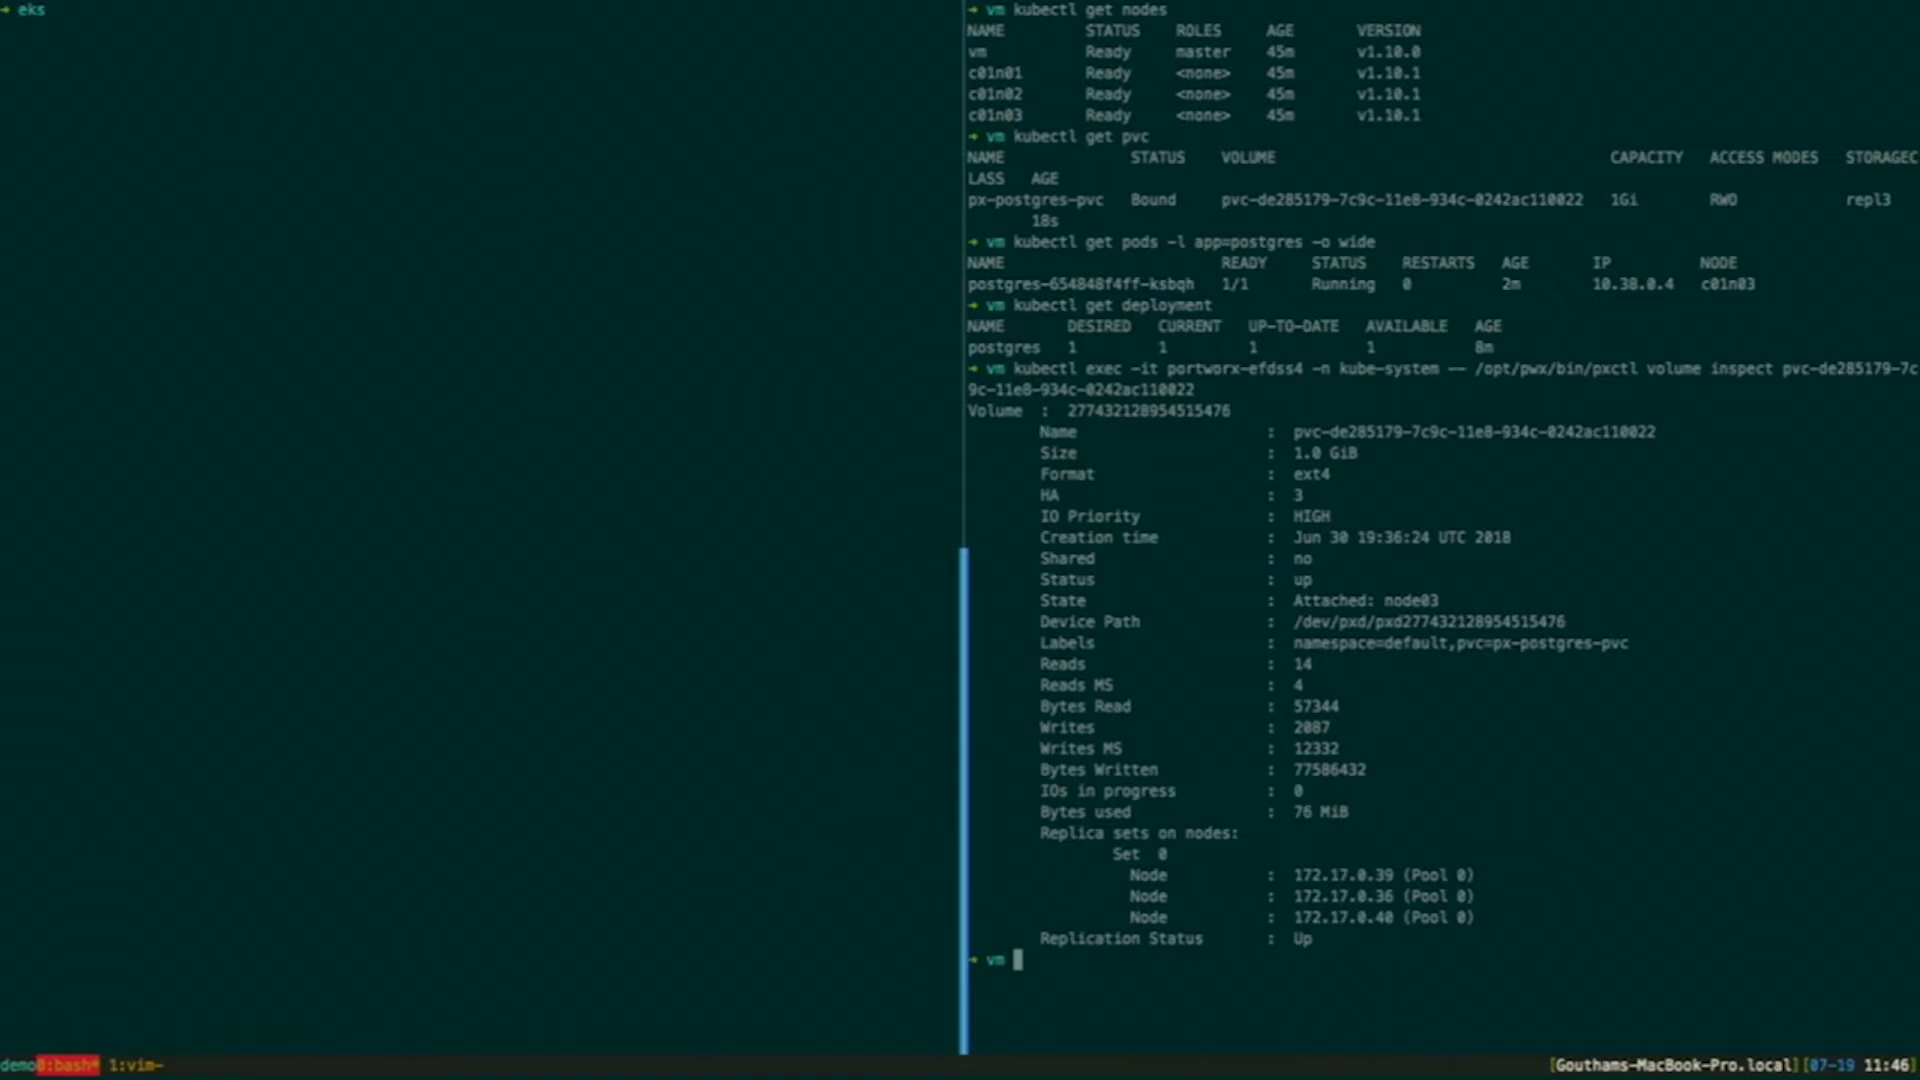 ➜ eks
➜ vm kubectl get nodes
NAME STATUS ROLES AGE VERSION
vm Ready master 45m v1.10.0
c01n01 Ready <none> 45m v1.10.1
c01n02 Ready <none> 45m v1.10.1
c01n03 Ready <none> 45m v1.10.1
➜ vm kubectl get pvc
NAME STATUS VOLUME CAPACITY ACCESS MODES STORAGEC
LASS AGE
px-postgres-pvc Bound pvc-de285179-7c9c-11e8-934c-0242ac110022 1Gi RWO repl3
18s
➜ vm kubectl get pods -l app=postgres -o wide
NAME READY STATUS RESTARTS AGE IP NODE
postgres-654848f4ff-ksbqh 1/1 Running 0 2m 10.38.0.4 c01n03
➜ vm kubectl get deployment
NAME DESIRED CURRENT UP-TO-DATE AVAILABLE AGE
postgres 1 1 1 1 8m
➜ vm kubectl exec -it portworx-efdss4 -n kube-system -- /opt/pwx/bin/pxctl volume inspect pvc-de285179-7c
9c-11e8-934c-0242ac110022
Volume : 277432128954515476
Name : pvc-de285179-7c9c-11e8-934c-0242ac110022
Size : 1.0 GiB
Format : ext4
HA : 3
IO Priority : HIGH
Creation time : Jun 30 19:36:24 UTC 2018
Shared : no
Status : up
State : Attached: node03
Device Path : /dev/pxd/pxd277432128954515476
Labels : namespace=default,pvc=px-postgres-pvc
Reads : 14
Reads MS : 4
Bytes Read : 57344
Writes : 2087
Writes MS : 12332
Bytes Written : 77586432
IOs in progress : 0
Bytes used : 76 MiB
Replica sets on nodes:
Set 0
Node : 172.17.0.39 (Pool 0)
Node : 172.17.0.36 (Pool 0)
Node : 172.17.0.40 (Pool 0)
Replication Status : Up
➜ vm
demo 0:bash* 1:vim- [Gouthams-MacBook-Pro.local][07-19 11:46]